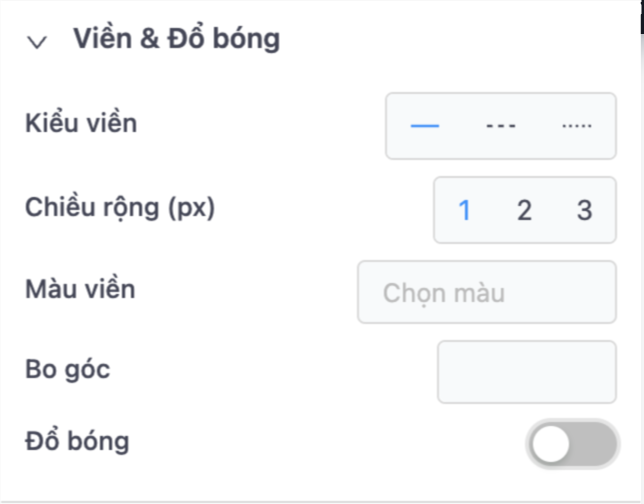 Viền & Đổ bóng
Kiểu viền
Chiều rộng (px) 1 2 3
Màu viền Chọn màu
Bo góc
Đổ bóng